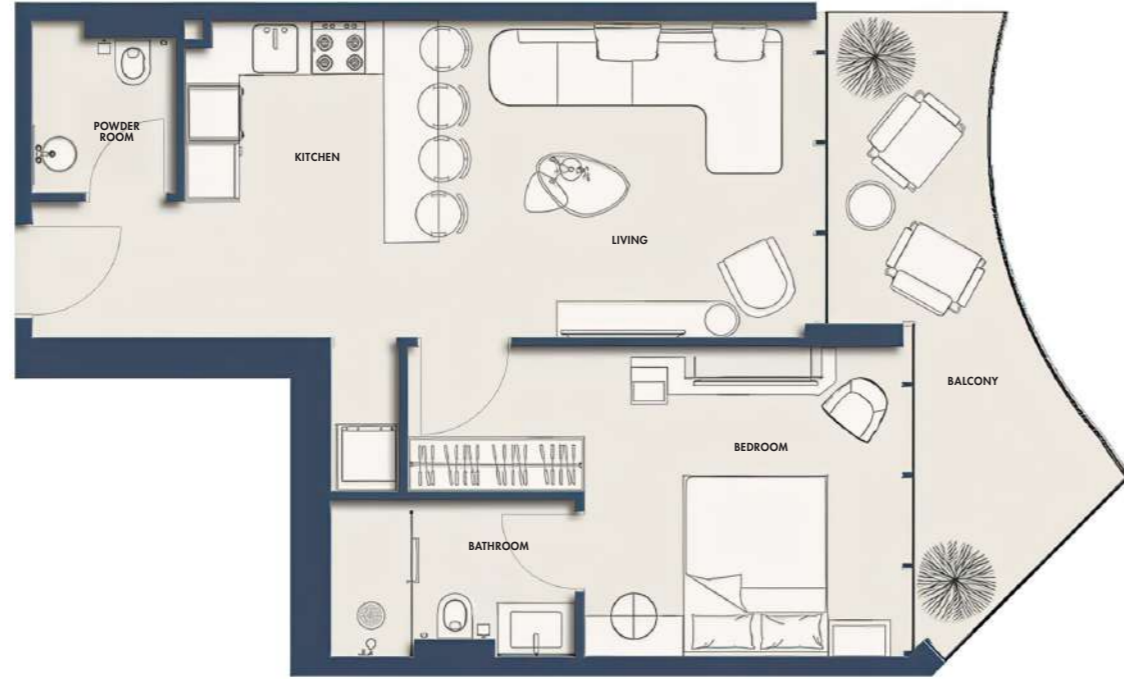 POWDER
ROOM
KITCHEN
LIVING
BALCONY
BEDROOM
BATHROOM